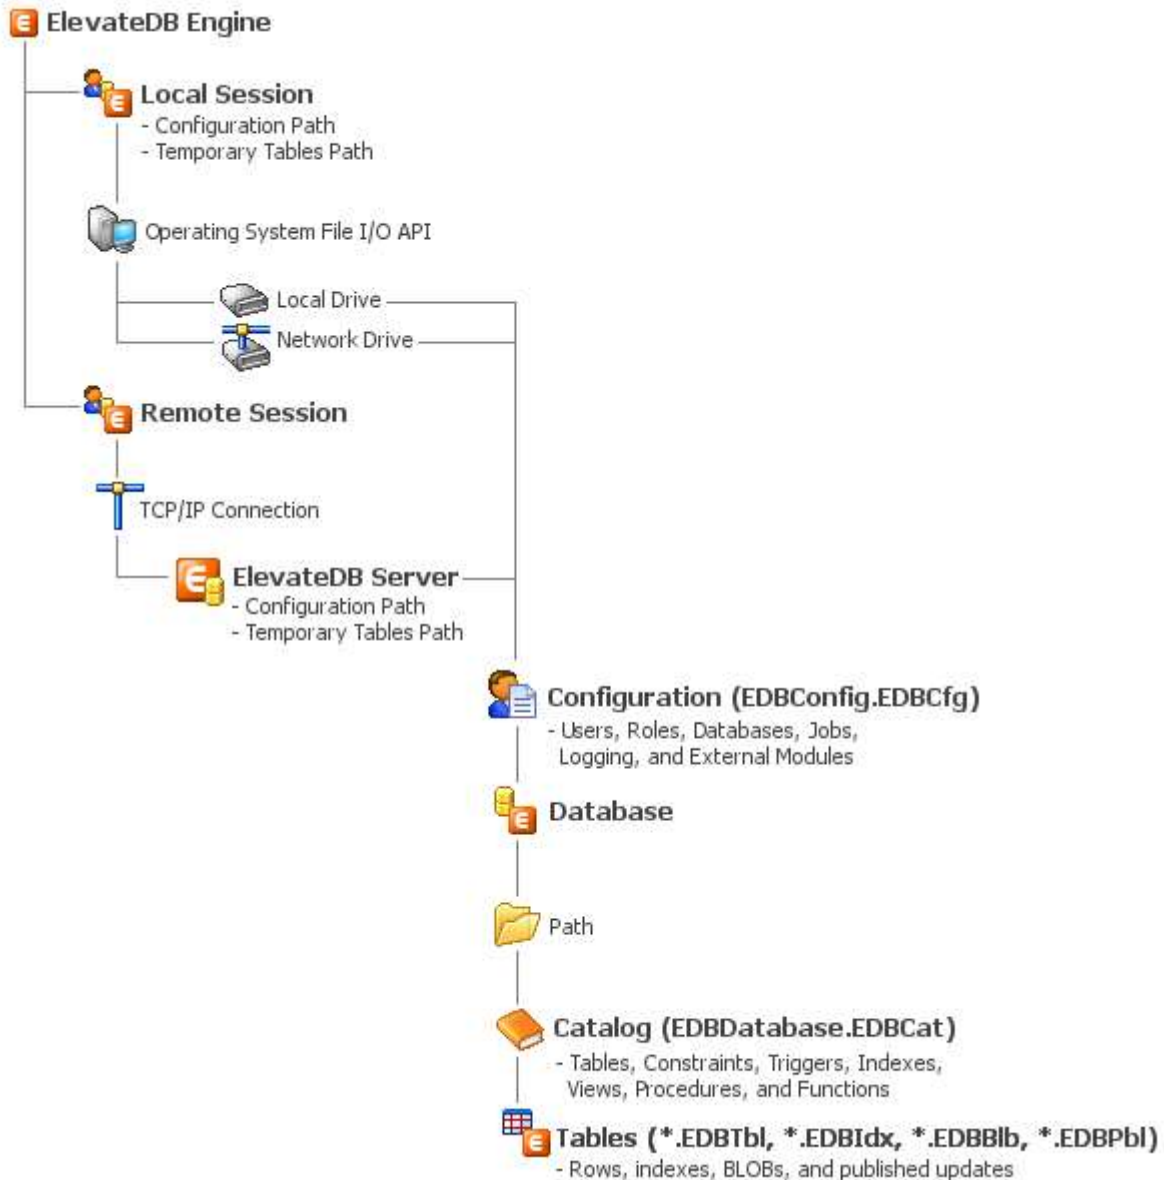 ElevateDB Engine
Local Session
- Configuration Path
- Temporary Tables Path
Operating System File I/O API
Local Drive
Network Drive
Remote Session
TCP/IP Connection
ElevateDB Server
- Configuration Path
- Temporary Tables Path
Configuration (EDBConfig.EDBCfg)
- Users, Roles, Databases, Jobs,
Logging, and External Modules
Database
Path
Catalog (EDBDatabase.EDBCat)
- Tables, Constraints, Triggers, Indexes,
Views, Procedures, and Functions
Tables (*.EDBTbl, *.EDBIdx, *.EDBBlb, *.EDBPbl)
- Rows, indexes, BLOBs, and published updates